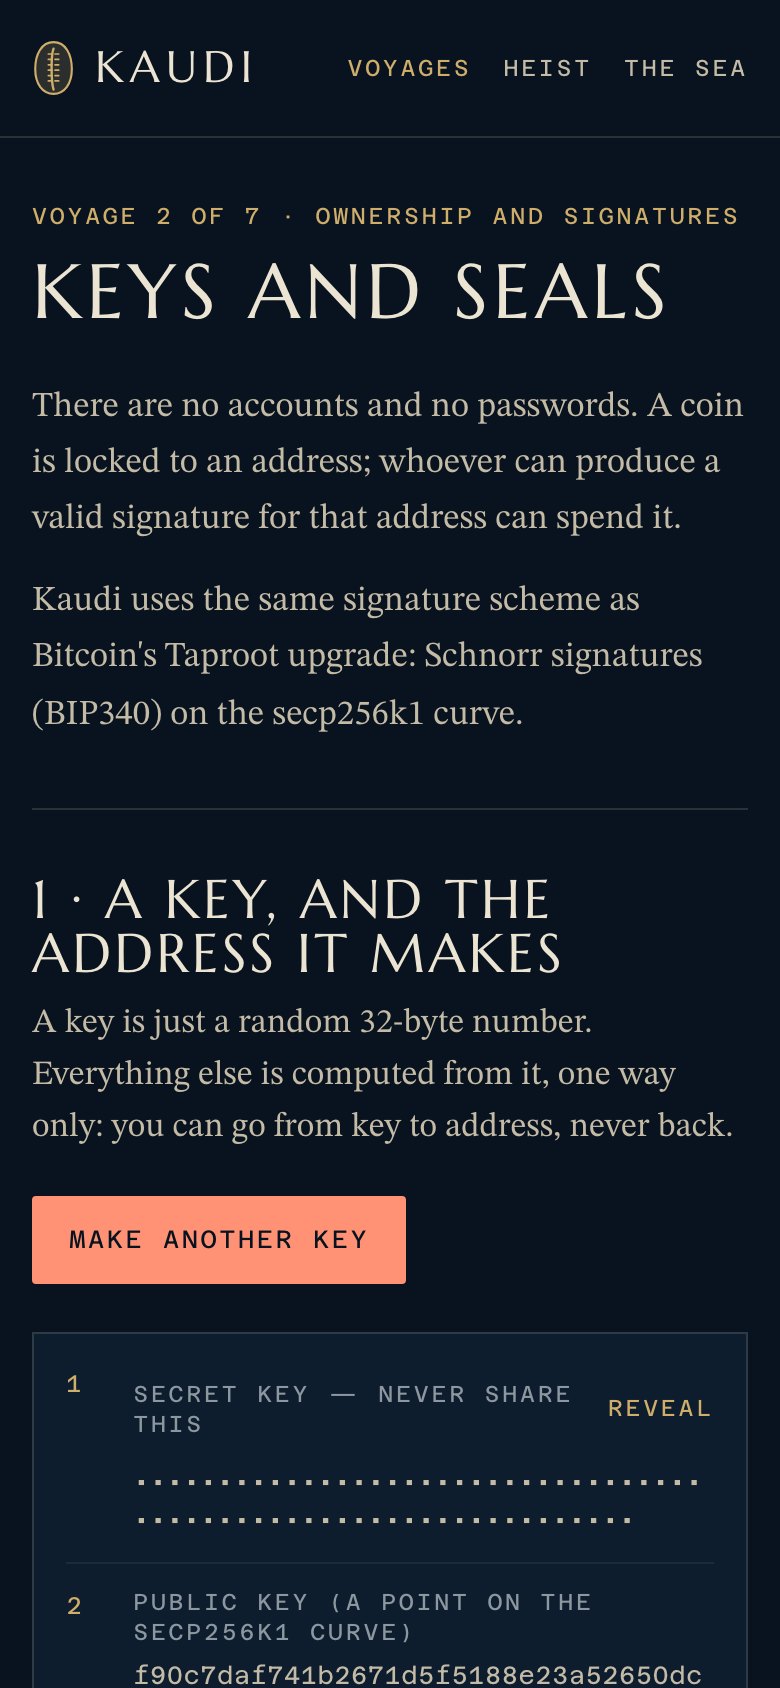 KAUDI
VOYAGES HEIST THE SEA
VOYAGE 2 OF 7 · OWNERSHIP AND SIGNATURES
KEYS AND SEALS
There are no accounts and no passwords. A coin
is locked to an address; whoever can produce a
valid signature for that address can spend it.
Kaudi uses the same signature scheme as
Bitcoin's Taproot upgrade: Schnorr signatures
(BIP340) on the secp256k1 curve.
1 · A KEY, AND THE
ADDRESS IT MAKES
A key is just a random 32-byte number.
Everything else is computed from it, one way
only: you can go from key to address, never back.
MAKE ANOTHER KEY
1
SECRET KEY — NEVER SHARE
THIS
REVEAL
··································
······························
2
PUBLIC KEY (A POINT ON THE
SECP256K1 CURVE)
f90c7daf741b2671d5f5188e23a52650dc